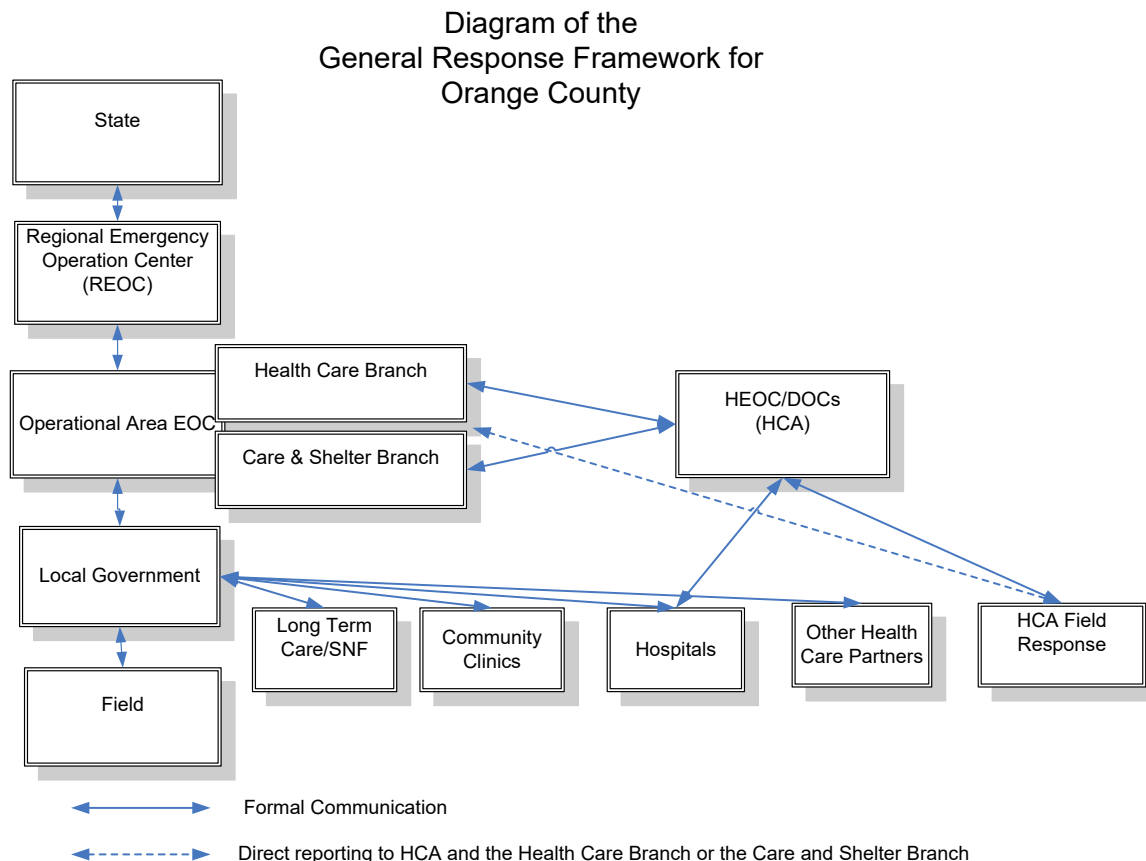 Diagram of the
General Response Framework for
Orange County
State
Regional Emergency
Operation Center
(REOC)
Health Care Branch
Operational Area EOC
Care & Shelter Branch
HEOC/DOCs
(HCA)
Local Government
Long Term
Care/SNF
Community
Clinics
Hospitals
Other Health
Care Partners
HCA Field
Response
Field
Formal Communication
Direct reporting to HCA and the Health Care Branch or the Care and Shelter Branch